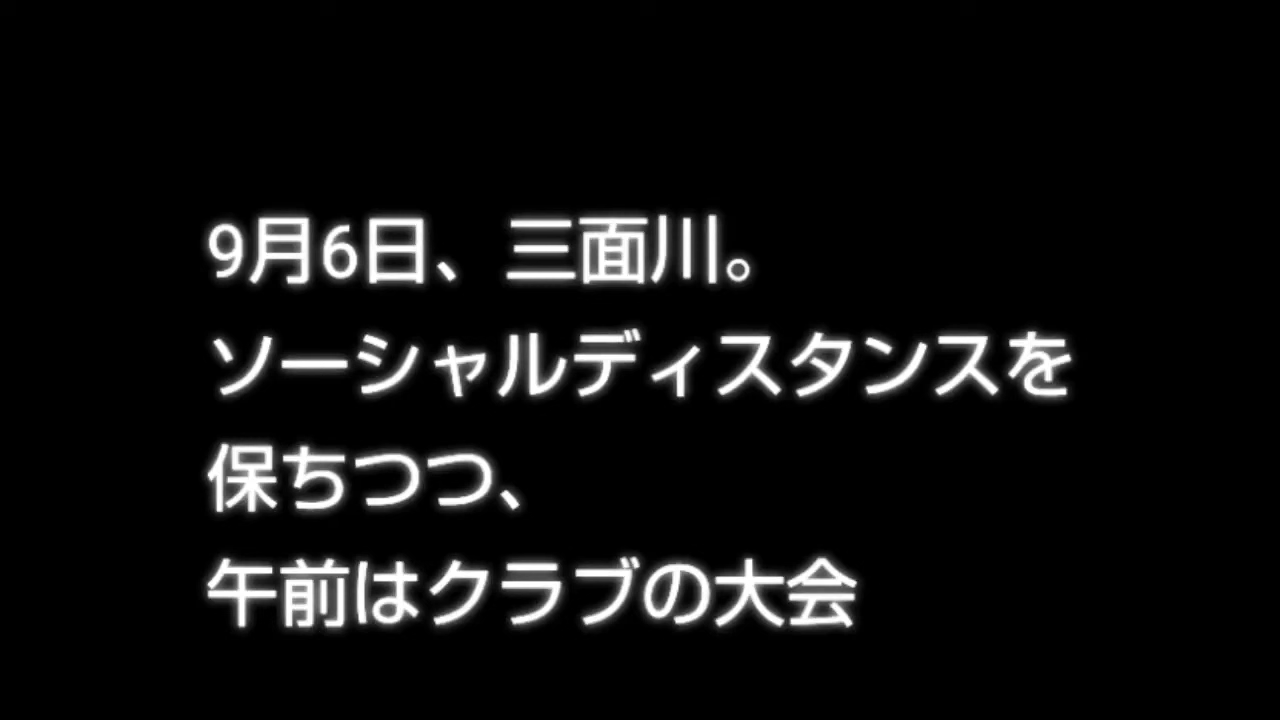 9月6日、三面川。
ソーシャルディスタンスを
保ちつつ、
午前はクラブの大会